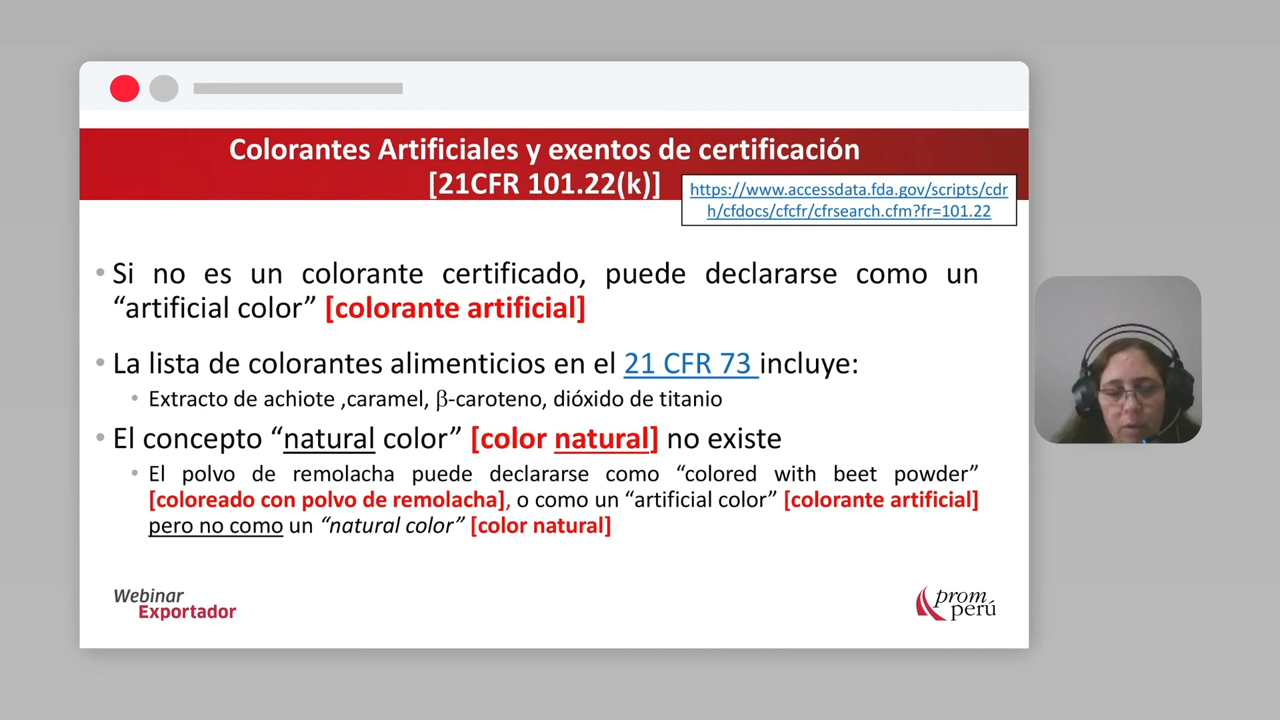 Colorantes Artificiales y exentos de certificación
[21CFR 101.22(k)]
https://www.accessdata.fda.gov/scripts/cdr
h/cfdocs/cfcfr/cfrsearch.cfm?fr=101.22
• Si no es un colorante certificado, puede declararse como un
“artificial color” [colorante artificial]
• La lista de colorantes alimenticios en el 21 CFR 73 incluye:
• Extracto de achiote ,caramel, β-caroteno, dióxido de titanio
• El concepto “natural color” [color natural] no existe
• El polvo de remolacha puede declararse como “colored with beet powder”
[coloreado con polvo de remolacha], o como un “artificial color” [colorante artificial]
pero no como un “natural color” [color natural]
Webinar
Exportador
prom
perú